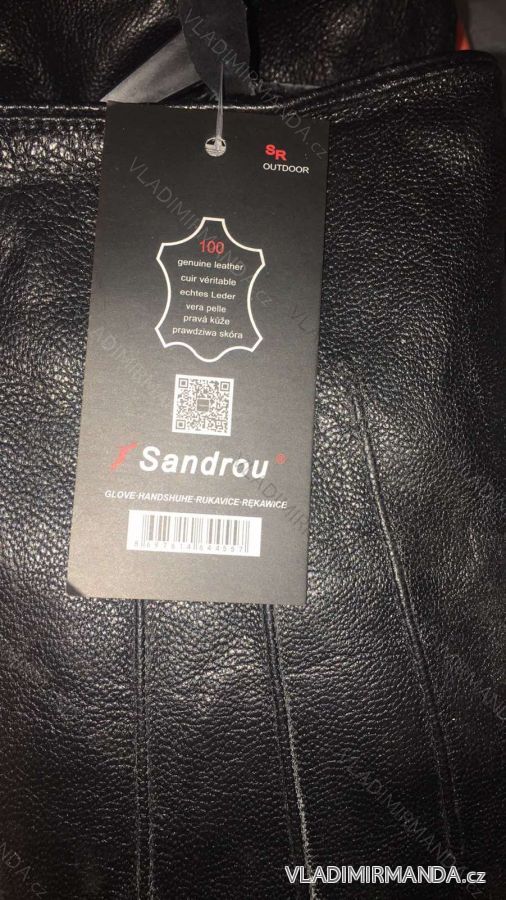 SR
OUTDOOR
100
genuine leather
cuir véritable
echtes Leder
vera pelle
pravá kůže
prawdziwa skóra
Sandrou®
GLOVE-HANDSHUHE-RUKAVICE-RĘKAWICE
VLADIMIRMANDA.cz